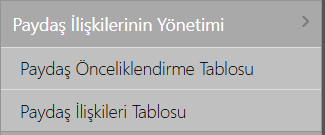 Paydaş İlişkilerinin Yönetimi
Paydaş Önceliklendirme Tablosu
Paydaş İlişkileri Tablosu